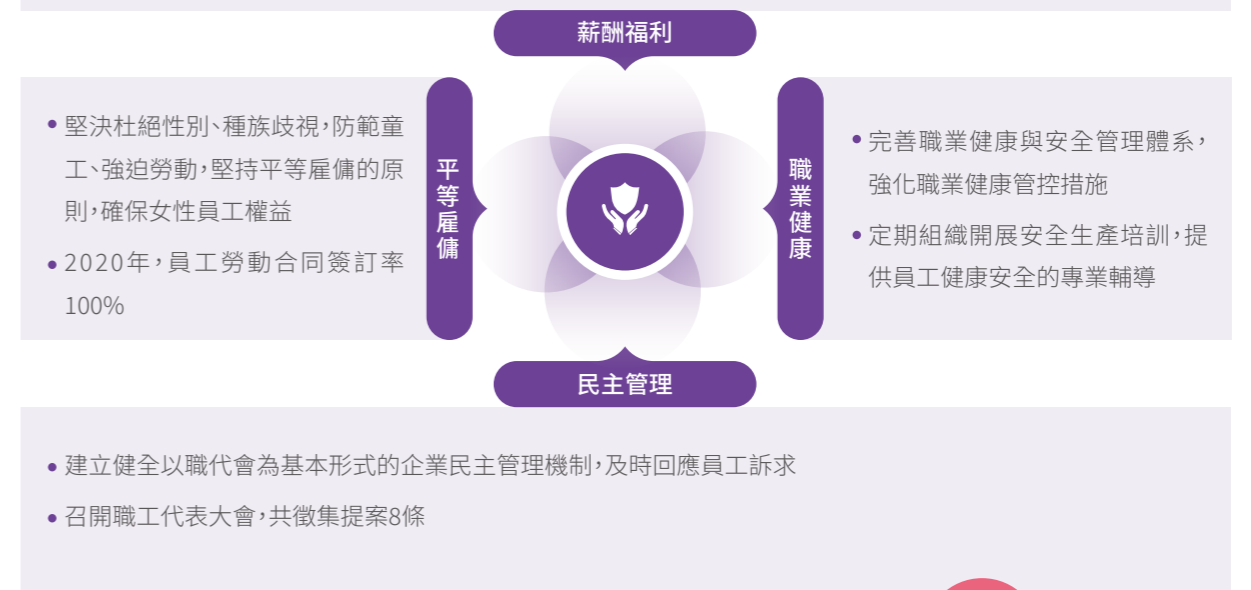 薪酬福利
平等雇傭
• 堅決杜絕性別、種族歧視，防範童
工、強迫勞動，堅持平等雇傭的原
則，確保女性員工權益
• 2020年，員工勞動合同簽訂率
100%
職業健康
• 完善職業健康與安全管理體系，
強化職業健康管控措施
• 定期組織開展安全生產培訓，提
供員工健康安全的專業輔導
民主管理
• 建立健全以職代會為基本形式的企業民主管理機制，及時回應員工訴求
• 召開職工代表大會，共徵集提案8條